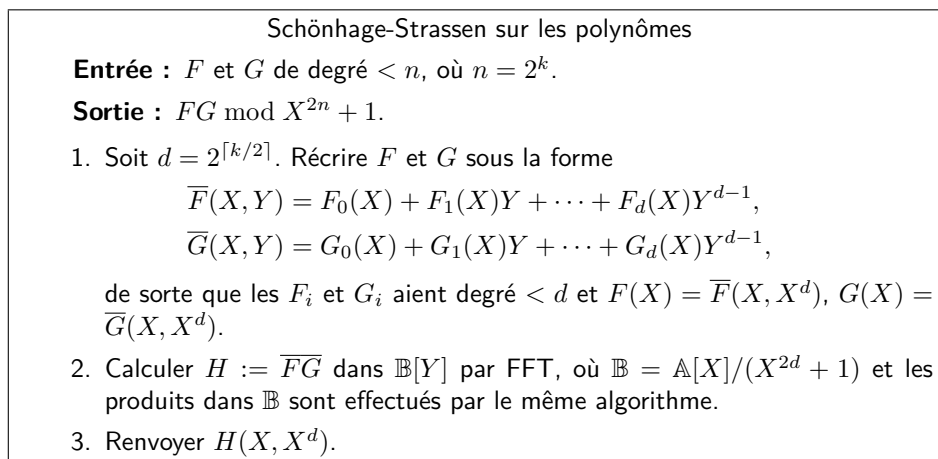 Schönhage-Strassen sur les polynômes
Entrée : F et G de degré < n, où n = 2^k.
Sortie : FG mod X^{2n} + 1.
1. Soit d = 2^{⌈k/2⌉}. Récrire F et G sous la forme
F̅(X, Y) = F_0(X) + F_1(X)Y + ··· + F_d(X)Y^{d−1},
G̅(X, Y) = G_0(X) + G_1(X)Y + ··· + G_d(X)Y^{d−1},
de sorte que les F_i et G_i aient degré < d et F(X) = F̅(X, X^d), G(X) =
G̅(X, X^d).
2. Calculer H := F̅G̅ dans 𝔹[Y] par FFT, où 𝔹 = 𝔸[X]/(X^{2d} + 1) et les
produits dans 𝔹 sont effectués par le même algorithme.
3. Renvoyer H(X, X^d).